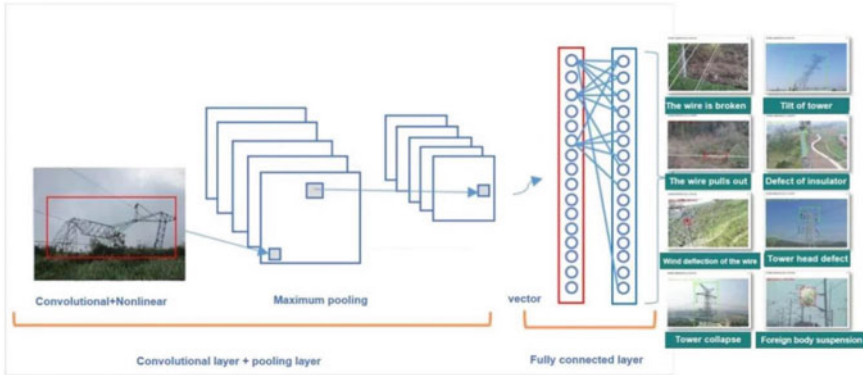 The wire is broken
Tilt of tower
The wire pulls out
Defect of insulator
Wind deflection of the wire
Tower head defect
Convolutional+Nonlinear
Maximum pooling
vector
Tower collapse
Foreign body suspension
Convolutional layer + pooling layer
Fully connected layer